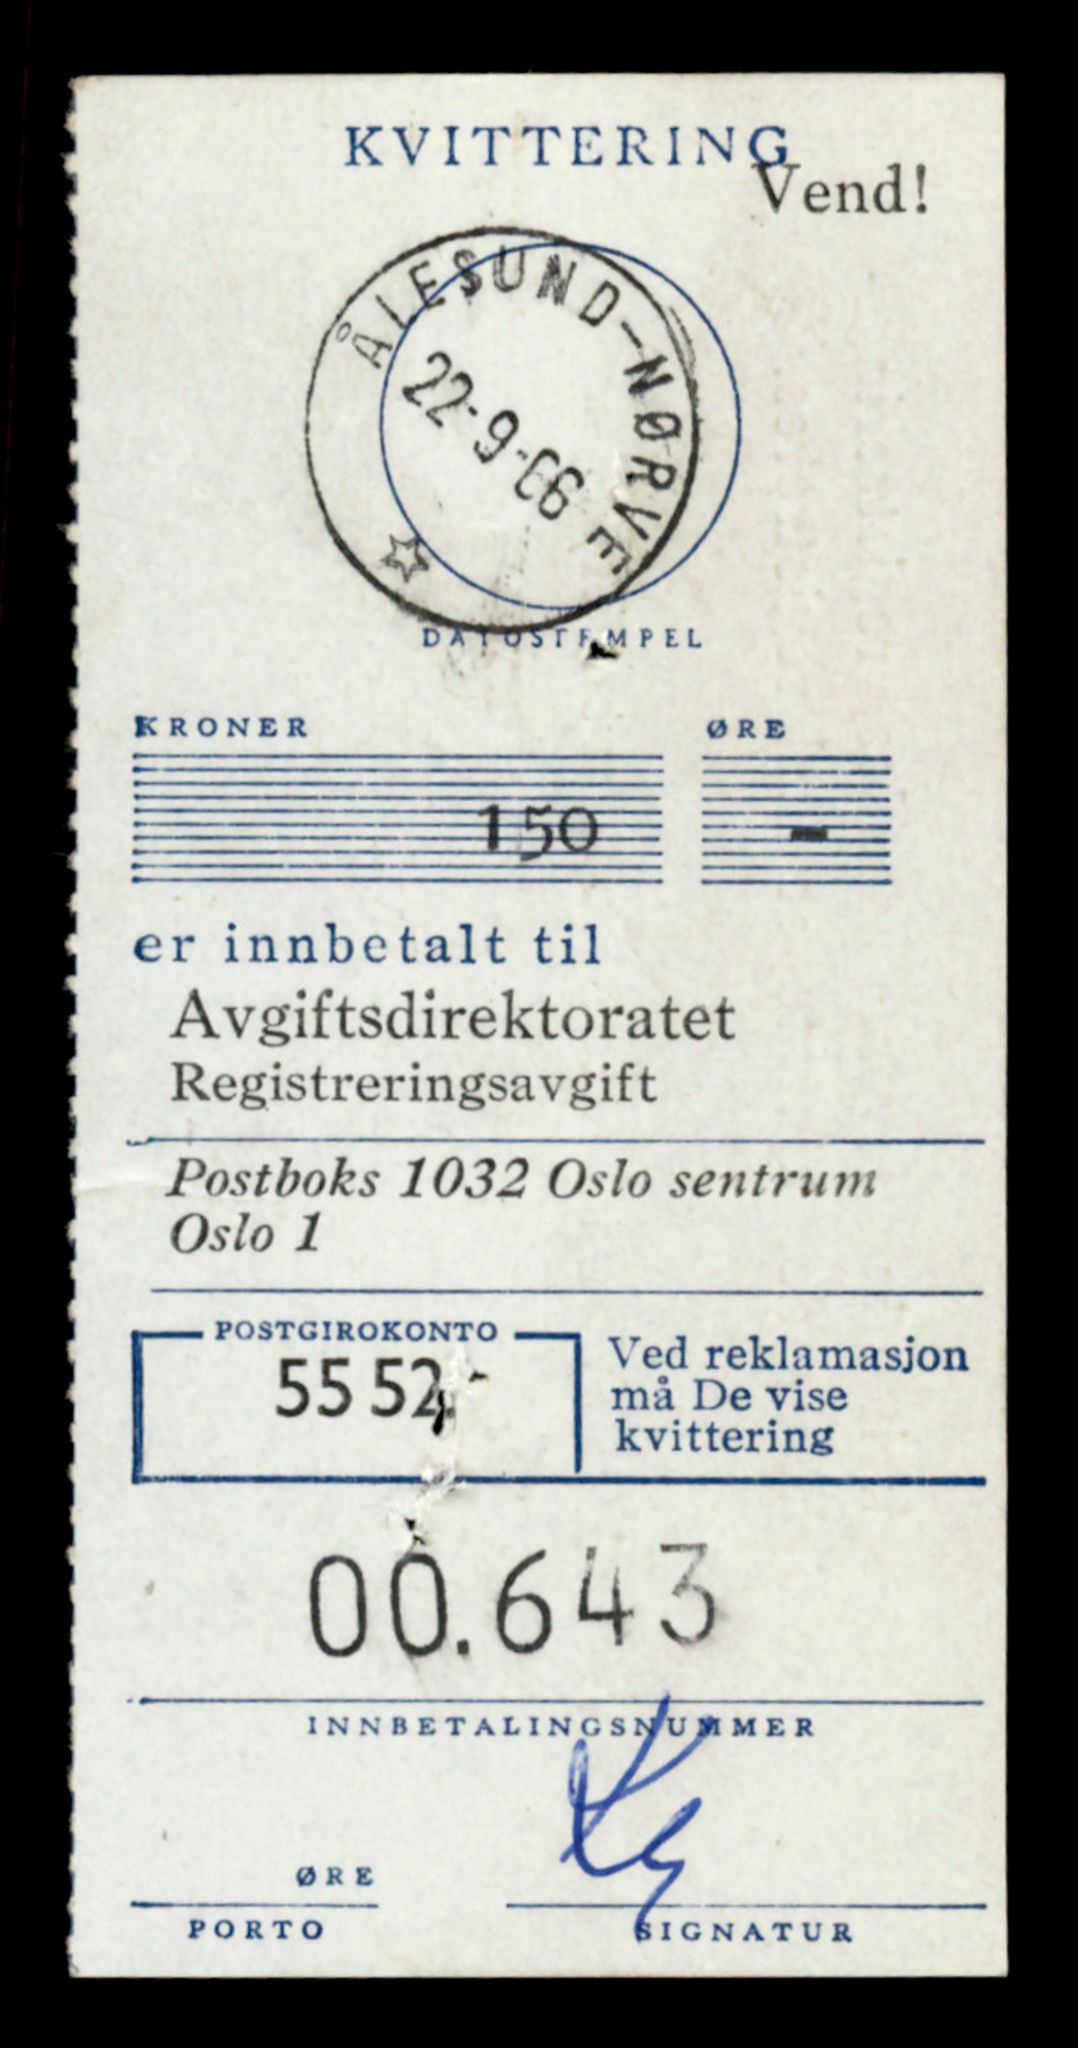 KVITTERING
Vend!
ÅLESUND-NØRVE
22-9-66
DATOSTEMPEL
KRONER ØRE
150 -
er innbetalt til
Avgiftsdirektoratet
Registreringsavgift
Postboks 1032 Oslo sentrum
Oslo 1
POSTGIROKONTO
55 52
Ved reklamasjon
må De vise
kvittering
00.643
INNBETALINGSNUMMER
ØRE
PORTO SIGNATUR